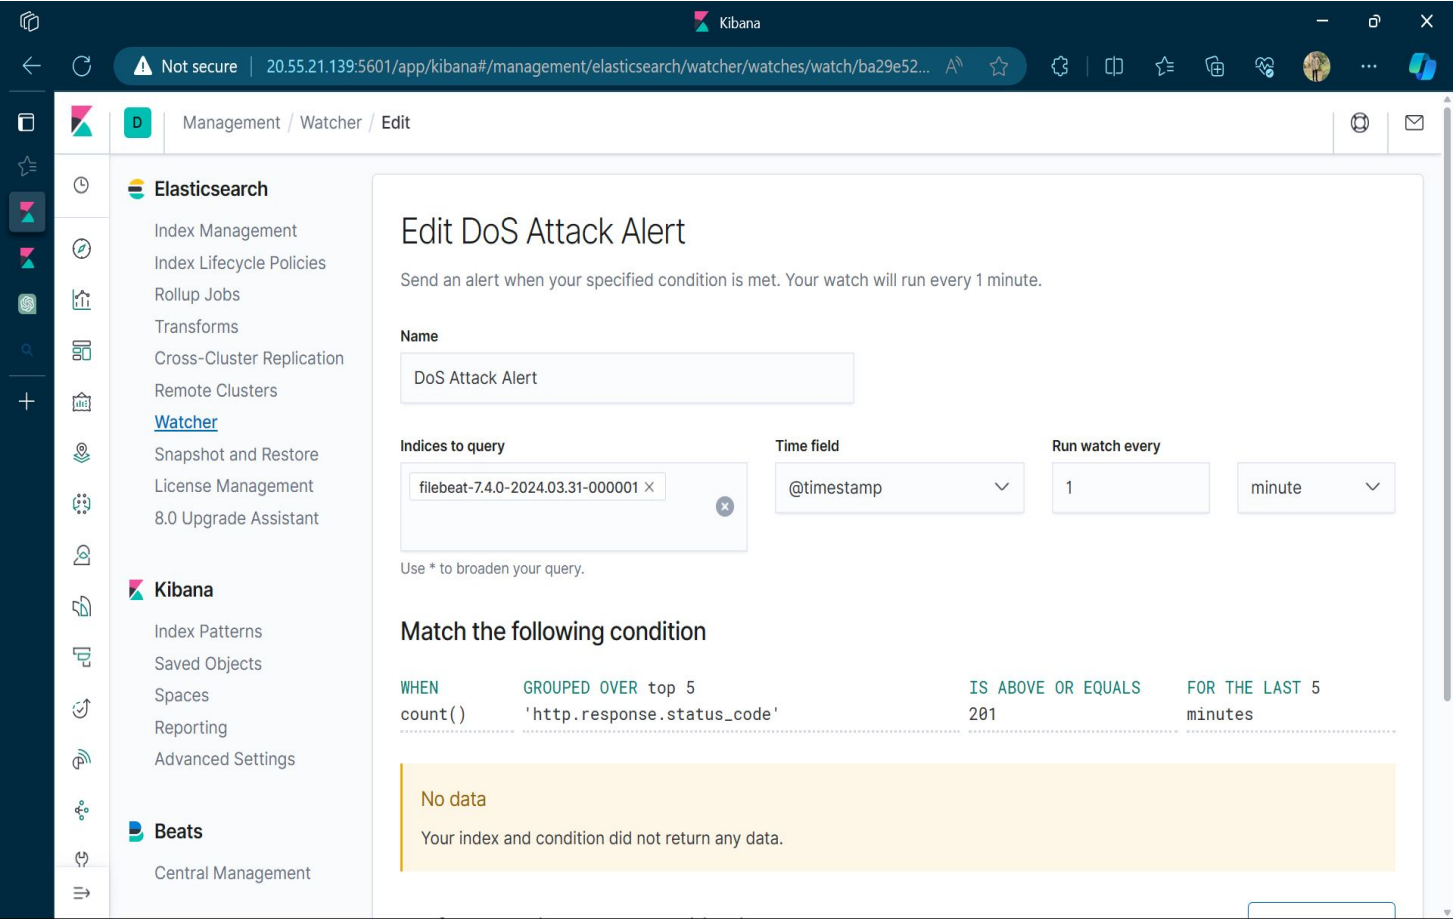 Kibana
Not secure 20.55.21.139:5601/app/kibana#/management/elasticsearch/watcher/watches/watch/ba29e52...
D Management / Watcher / Edit
Elasticsearch
Index Management
Index Lifecycle Policies
Rollup Jobs
Transforms
Cross-Cluster Replication
Remote Clusters
Watcher
Snapshot and Restore
License Management
8.0 Upgrade Assistant
Kibana
Index Patterns
Saved Objects
Spaces
Reporting
Advanced Settings
Beats
Central Management
Edit DoS Attack Alert
Send an alert when your specified condition is met. Your watch will run every 1 minute.
Name
DoS Attack Alert
Indices to query Time field Run watch every
filebeat-7.4.0-2024.03.31-000001 @timestamp 1 minute
Use * to broaden your query.
Match the following condition
WHEN GROUPED OVER top 5 IS ABOVE OR EQUALS FOR THE LAST 5
count() 'http.response.status_code' 201 minutes
No data
Your index and condition did not return any data.